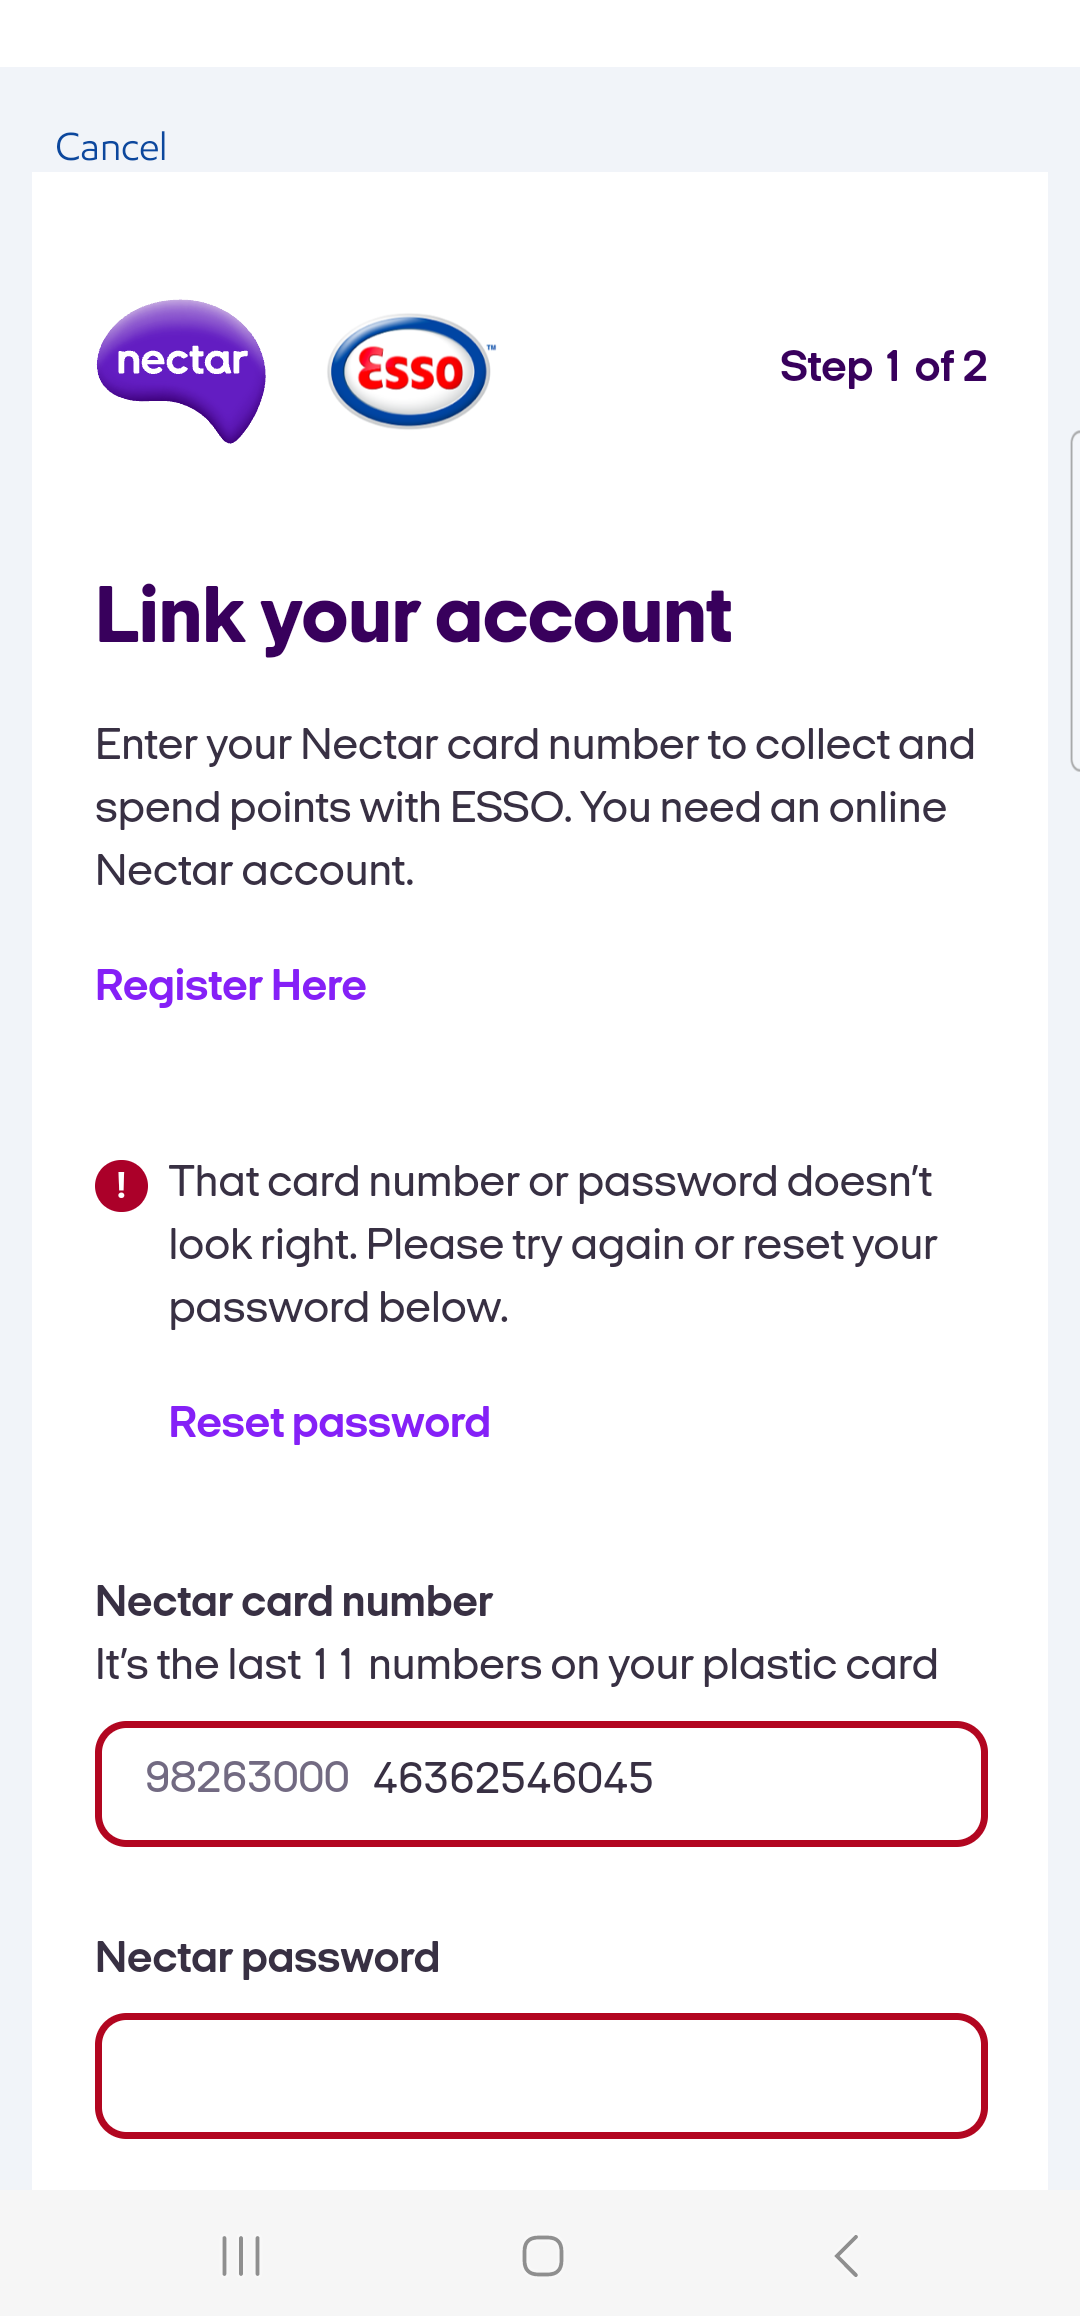 Cancel
nectar
Esso
TM
Step 1 of 2
Link your account
Enter your Nectar card number to collect and
spend points with ESSO. You need an online
Nectar account.
Register Here
!
That card number or password doesn't
look right. Please try again or reset your
password below.
Reset password
Nectar card number
It's the last 11 numbers on your plastic card
98263000 46362546045
Nectar password